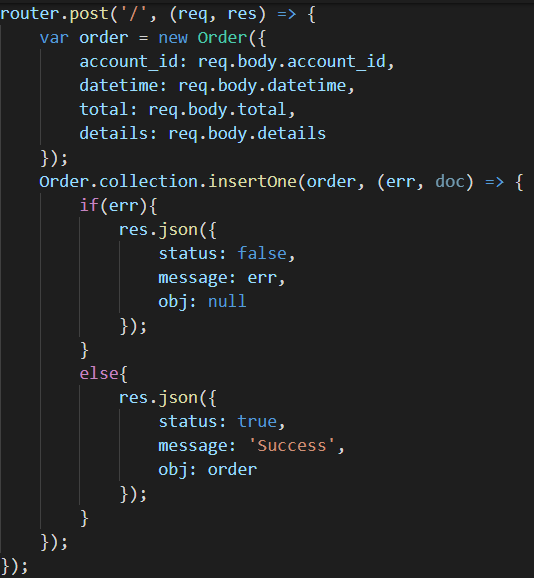 router.post('/', (req, res) => {
    var order = new Order({
        account_id: req.body.account_id,
        datetime: req.body.datetime,
        total: req.body.total,
        details: req.body.details
    });
    Order.collection.insertOne(order, (err, doc) => {
        if(err){
            res.json({
                status: false,
                message: err,
                obj: null
            });
        }
        else{
            res.json({
                status: true,
                message: 'Success',
                obj: order
            });
        }
    });
});